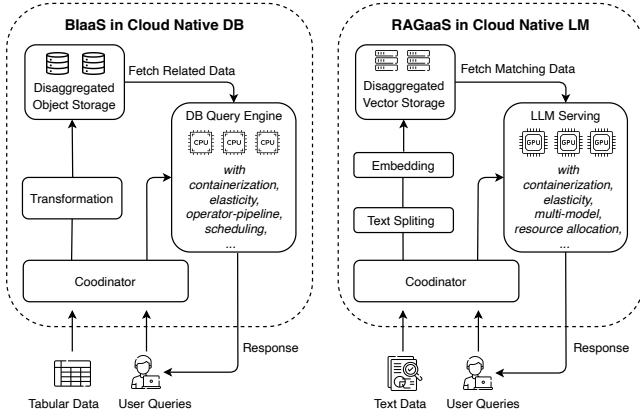 BIaaS in Cloud Native DB
Disaggregated
Object Storage
Fetch Related Data
DB Query Engine
CPU
CPU
CPU
with
containerization,
elasticity,
operator-pipeline,
scheduling,
...
Transformation
Coodinator
Response
Tabular Data
User Queries
RAGaaS in Cloud Native LM
Disaggregated
Vector Storage
Fetch Matching Data
LLM Serving
GPU
GPU
GPU
with
containerization,
elasticity,
multi-model,
resource allocation,
...
Embedding
Text Spliting
Coodinator
Response
Text Data
User Queries